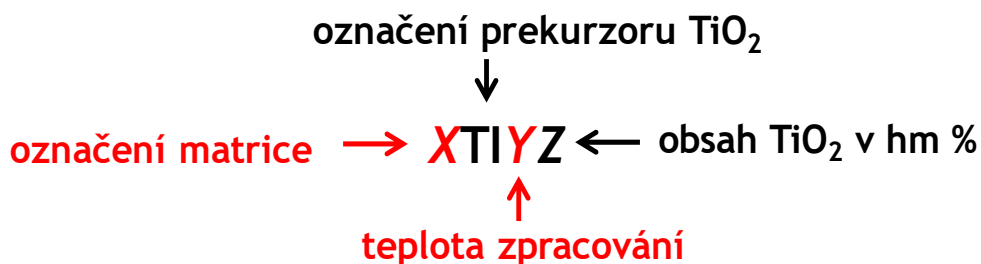 označení prekurzoru TiO₂
označení matrice XTIYZ obsah TiO₂ v hm %
teplota zpracování